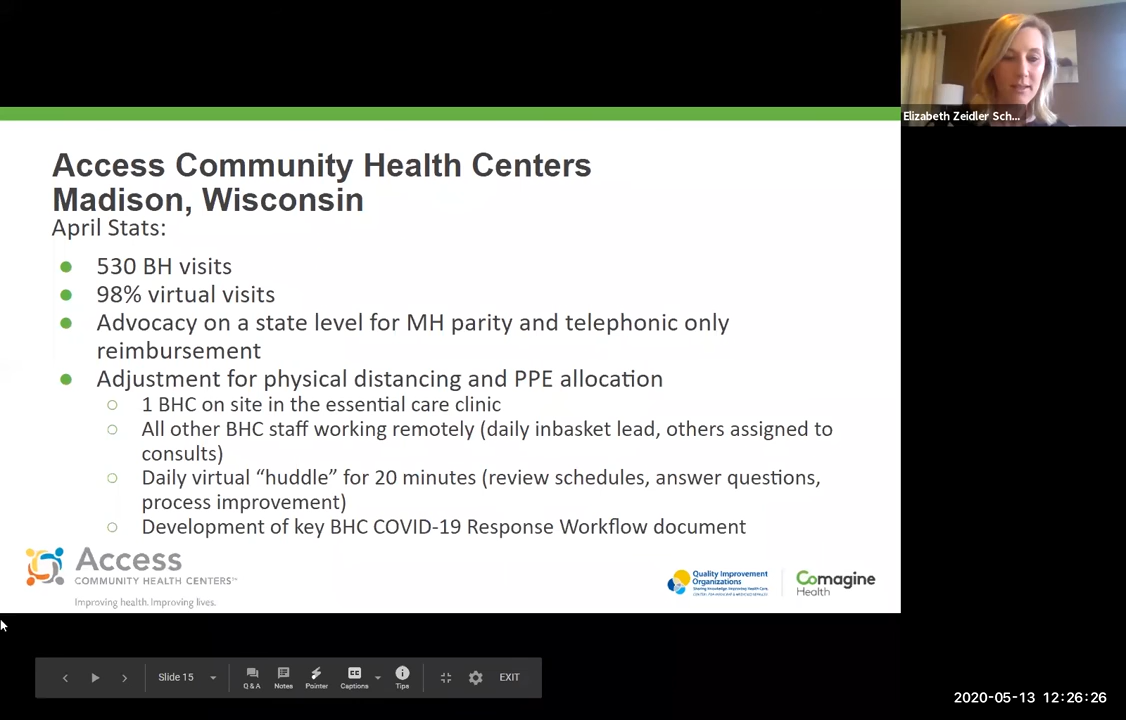 Elizabeth Zeidler Sch...
Access Community Health Centers
Madison, Wisconsin
April Stats:
530 BH visits
98% virtual visits
Advocacy on a state level for MH parity and telephonic only
reimbursement
Adjustment for physical distancing and PPE allocation
1 BHC on site in the essential care clinic
All other BHC staff working remotely (daily inbasket lead, others assigned to
consults)
Daily virtual “huddle” for 20 minutes (review schedules, answer questions,
process improvement)
Development of key BHC COVID-19 Response Workflow document
Access
COMMUNITY HEALTH CENTERS™
Improving health. Improving lives.
Quality Improvement
Organizations
Comagine
Health
Slide 15
Q & A
Notes
Pointer
CC
Captions
Tips
EXIT
2020-05-13 12:26:26